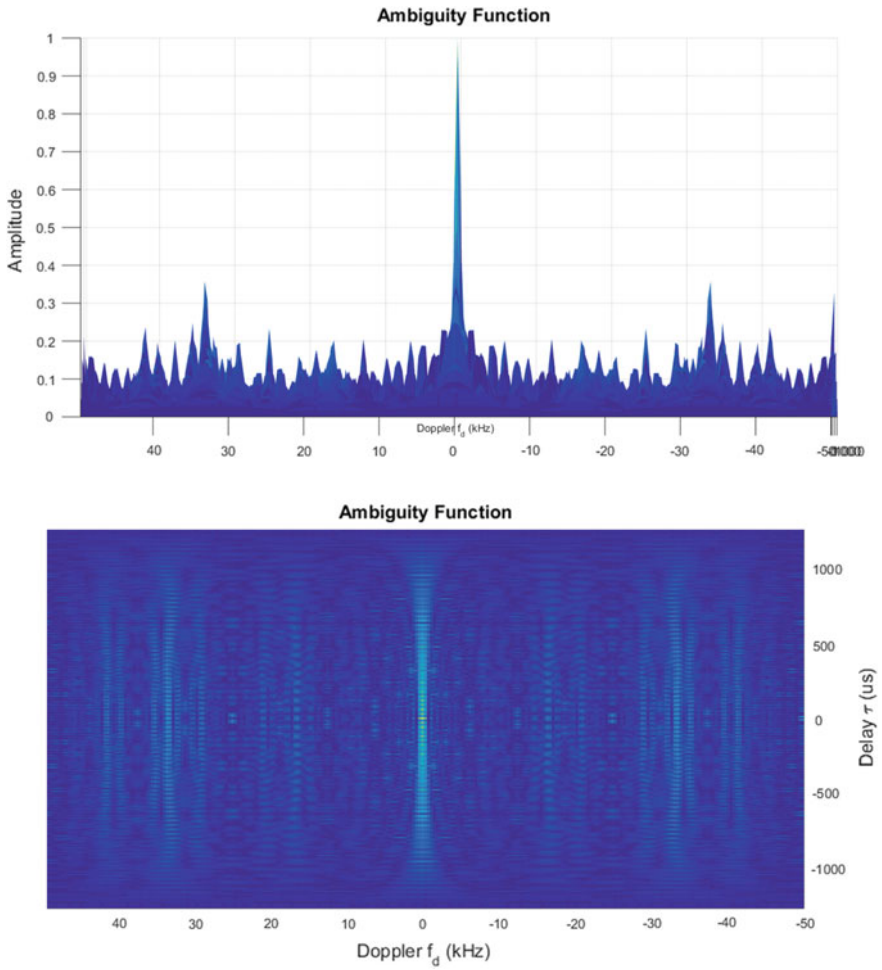 Ambiguity Function
1
0.9
0.8
0.7
0.6
0.5
0.4
0.3
0.2
0.1
0
Amplitude
Doppler f_d (kHz)
40 30 20 10 0 -10 -20 -30 -40
Ambiguity Function
1000
500
0
-500
-1000
Delay τ (us)
40 30 20 10 0 -10 -20 -30 -40 -50
Doppler f_d (kHz)